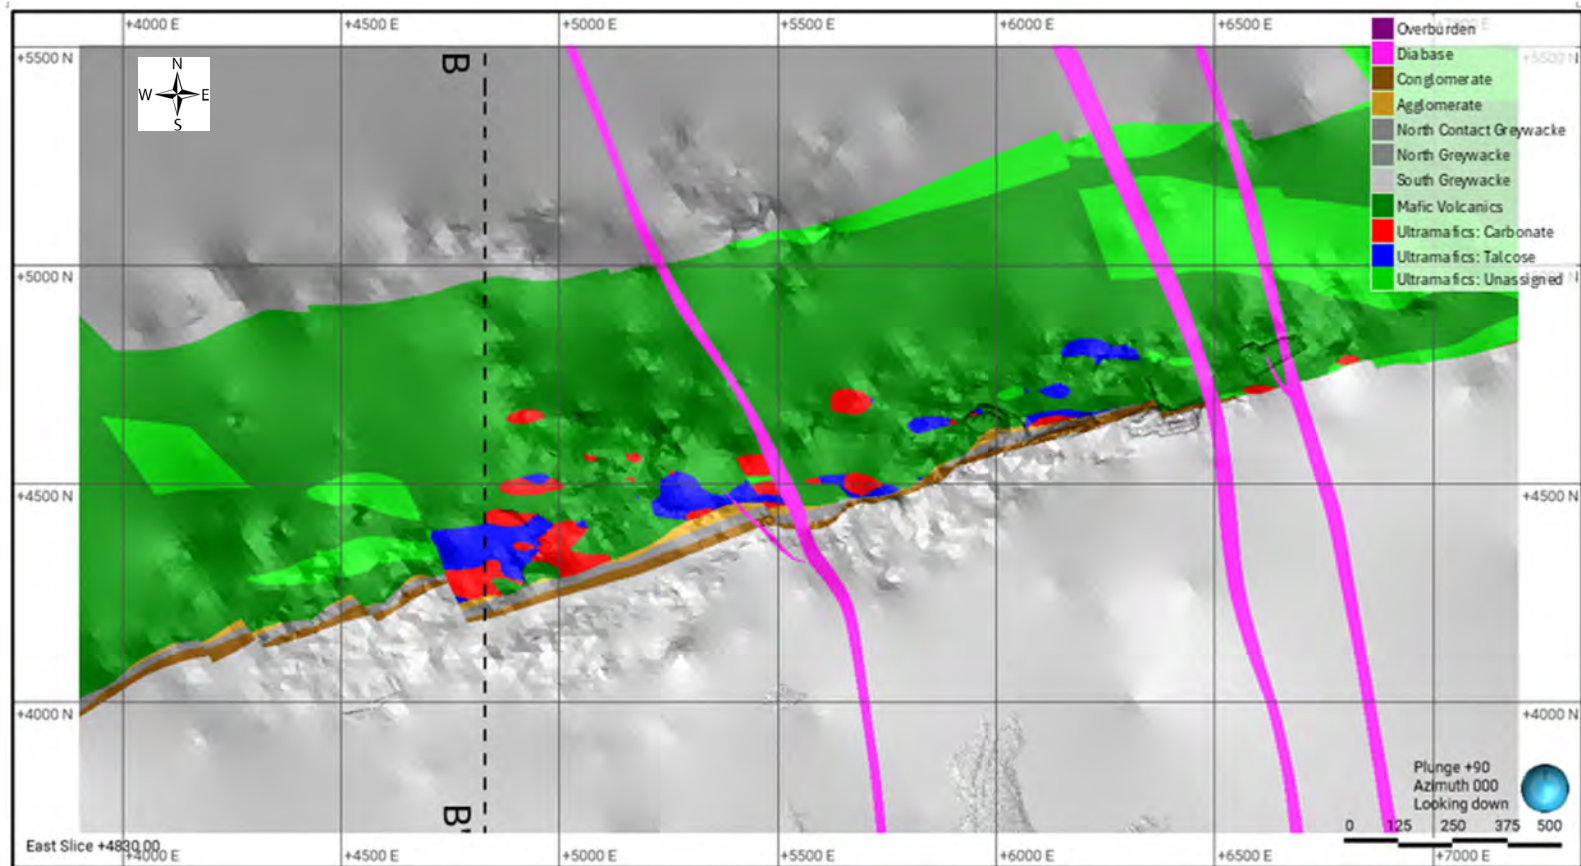 +4000 E +4500 E +5000 E +5500 E +6000 E +6500 E
+5500 N
N
W E
S
B
Overburden
Diabase
Conglomerate
Agglomerate
North Contact Greywacke
North Greywacke
South Greywacke
Mafic Volcanics
Ultramafics: Carbonate
Ultramafics: Talcose
Ultramafics: Unassigned
+5500 N
+5000 N
+4500 N +4500 N
+4000 N +4000 N
B'
Plunge +90
Azimuth 000
Looking down
0 125 250 375 500
East Slice +4830.00
+4000 E +4500 E +5000 E +5500 E +6000 E +6500 E +7000 E